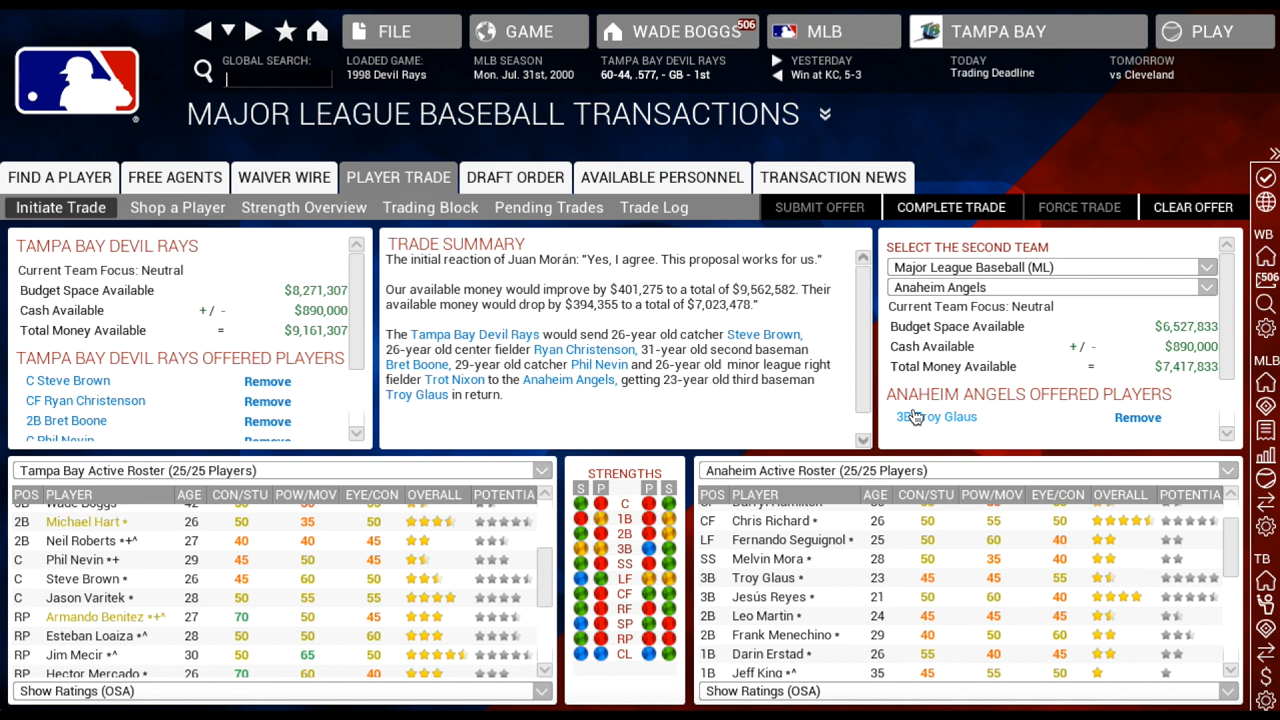 FILE
GAME
WADE BOGGS 506
MLB
TAMPA BAY
PLAY
GLOBAL SEARCH:
LOADED GAME:
1998 Devil Rays
MLB SEASON
Mon. Jul. 31st, 2000
TAMPA BAY DEVIL RAYS
60-44, .577, - GB - 1st
YESTERDAY
Win at KC, 5-3
TODAY
Trading Deadline
TOMORROW
vs Cleveland
MAJOR LEAGUE BASEBALL TRANSACTIONS
FIND A PLAYER FREE AGENTS WAIVER WIRE PLAYER TRADE DRAFT ORDER AVAILABLE PERSONNEL TRANSACTION NEWS
Initiate Trade Shop a Player Strength Overview Trading Block Pending Trades Trade Log SUBMIT OFFER COMPLETE TRADE FORCE TRADE CLEAR OFFER
TAMPA BAY DEVIL RAYS
Current Team Focus: Neutral
Budget Space Available $8,271,307
Cash Available + / - $890,000
Total Money Available = $9,161,307
TAMPA BAY DEVIL RAYS OFFERED PLAYERS
C Steve Brown Remove
CF Ryan Christenson Remove
2B Bret Boone Remove
C Phil Nevin Remove
TRADE SUMMARY
The initial reaction of Juan Morán: "Yes, I agree. This proposal works for us."
Our available money would improve by $401,275 to a total of $9,562,582. Their
available money would drop by $394,355 to a total of $7,023,478."
The Tampa Bay Devil Rays would send 26-year old catcher Steve Brown,
26-year old center fielder Ryan Christenson, 31-year old second baseman
Bret Boone, 29-year old catcher Phil Nevin and 26-year old minor league right
fielder Trot Nixon to the Anaheim Angels, getting 23-year old third baseman
Troy Glaus in return.
SELECT THE SECOND TEAM
Major League Baseball (ML)
Anaheim Angels
Current Team Focus: Neutral
Budget Space Available $6,527,833
Cash Available + / - $890,000
Total Money Available = $7,417,833
ANAHEIM ANGELS OFFERED PLAYERS
3B Troy Glaus Remove
Tampa Bay Active Roster (25/25 Players)
POS PLAYER AGE CON/STU POW/MOV EYE/CON OVERALL POTENTIA
2B Michael Hart * 26 50 35 50
2B Neil Roberts *+^ 27 40 40 45
C Phil Nevin *+ 29 45 50 45
C Steve Brown * 26 45 60 50
C Jason Varitek * 28 50 55 55
RP Armando Benitez *+^ 27 70 50 45
RP Esteban Loaiza *^ 28 50 50 60
RP Jim Mecir *^ 30 50 65 50
RP Hector Mercado * 26 70 60 40
Show Ratings (OSA)
STRENGTHS
S P P S
C
1B
2B
3B
SS
LF
CF
RF
SP
RP
CL
Anaheim Active Roster (25/25 Players)
POS PLAYER AGE CON/STU POW/MOV EYE/CON OVERALL POTENTIA
CF Chris Richard * 26 50 55 50
LF Fernando Seguignol * 25 50 60 40
SS Melvin Mora * 28 50 35 40
3B Troy Glaus * 23 45 45 55
3B Jesús Reyes * 21 50 60 40
2B Leo Martin * 24 45 45 45
2B Frank Menechino * 29 40 50 60
1B Darin Erstad * 26 55 40 45
1B Jeff King *^ 35 45 55 50
Show Ratings (OSA)
WB
506
MLB
TB